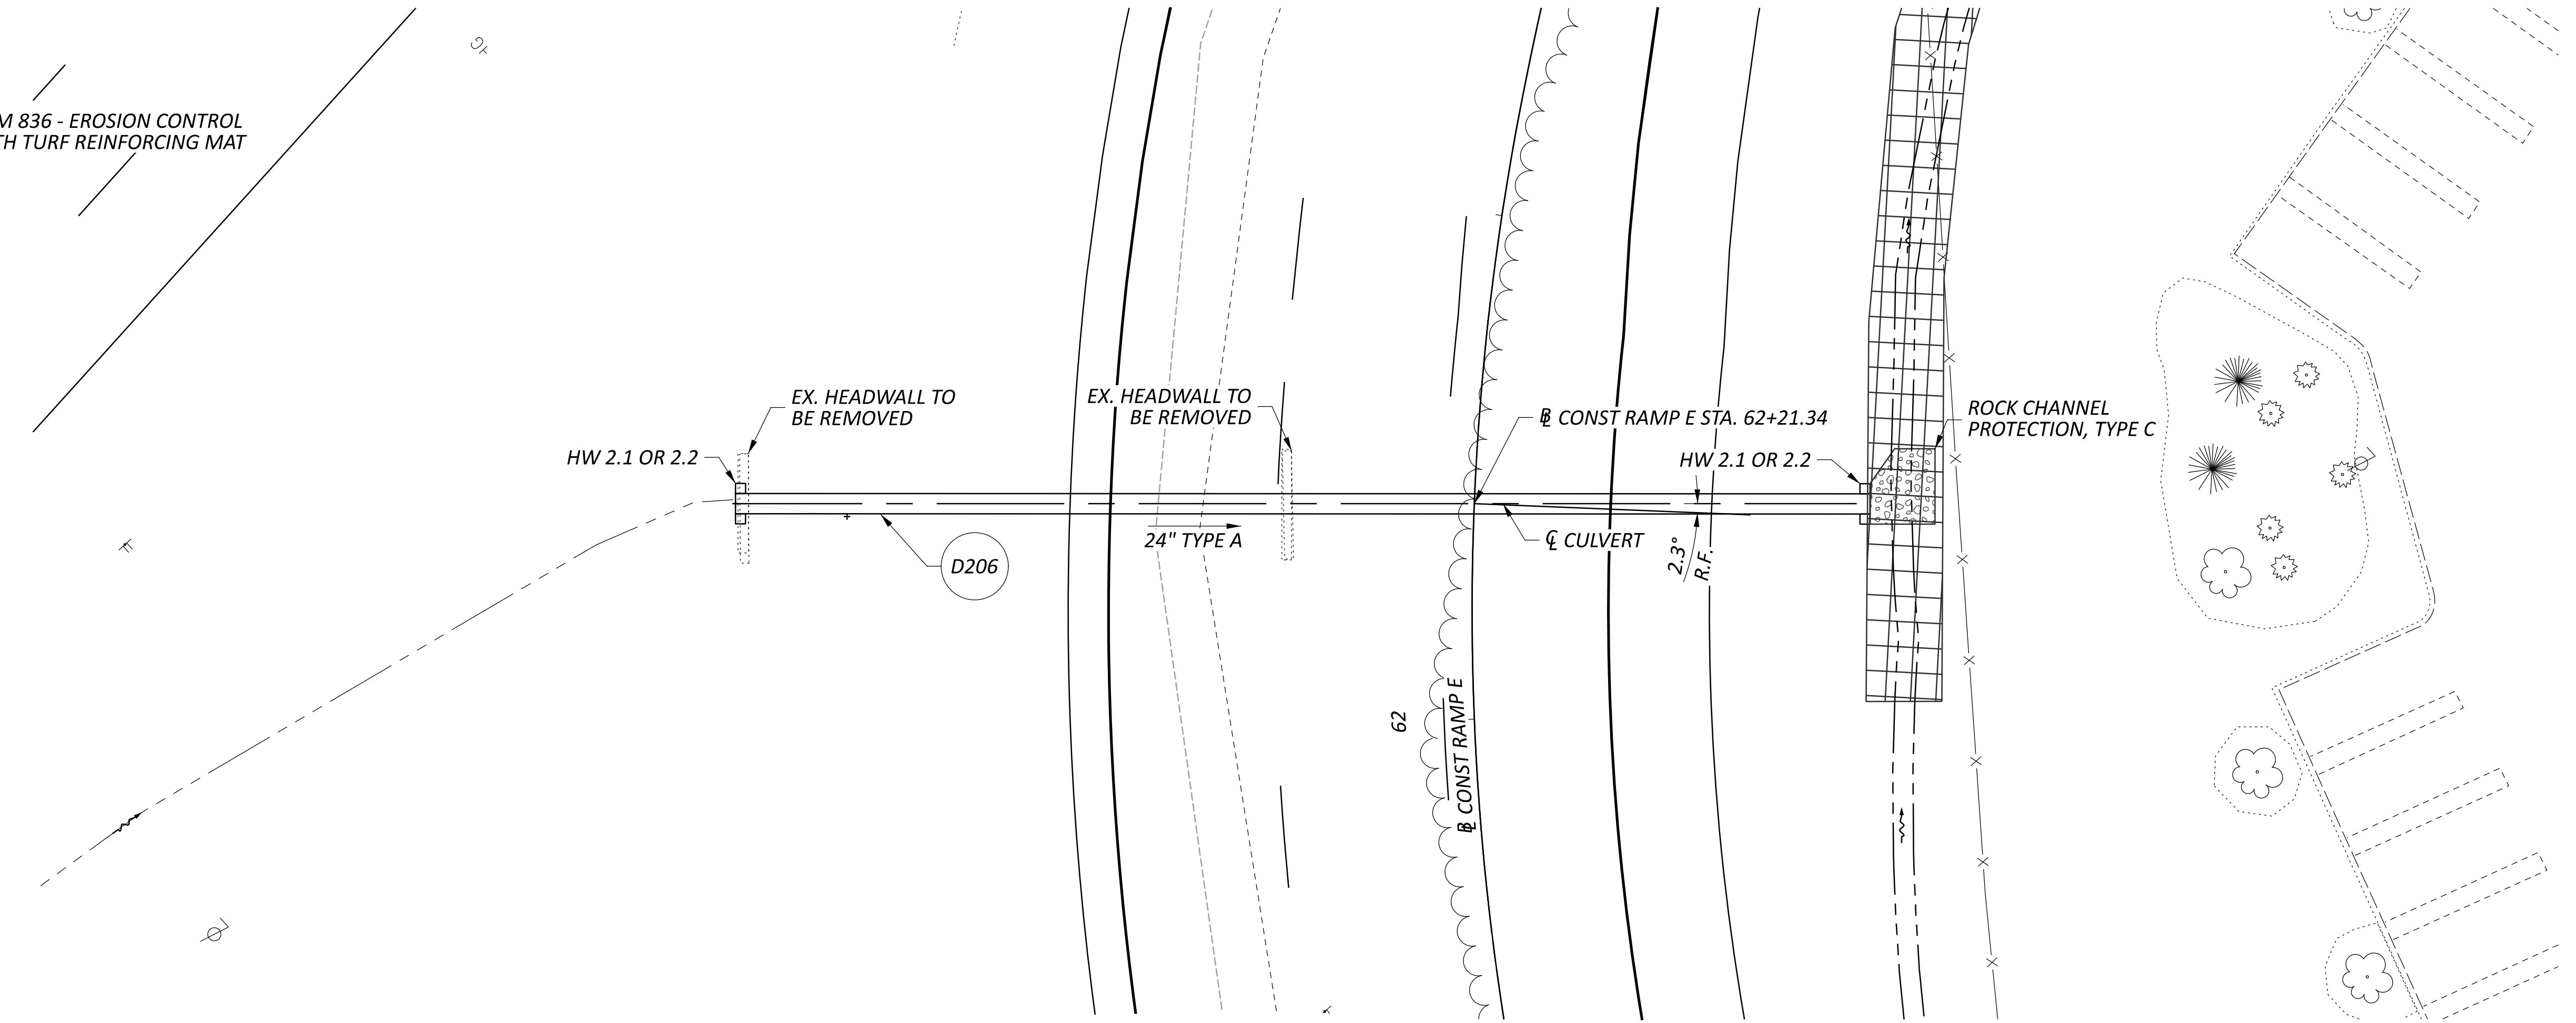 M 836 - EROSION CONTROL
TH TURF REINFORCING MAT
EX. HEADWALL TO
BE REMOVED
EX. HEADWALL TO
BE REMOVED
HW 2.1 OR 2.2
℄ CULVERT
BL CONST RAMP E STA. 62+21.34
HW 2.1 OR 2.2
ROCK CHANNEL
PROTECTION, TYPE C
24" TYPE A
D206
2.3°
R.F.
62
BL CONST RAMP E